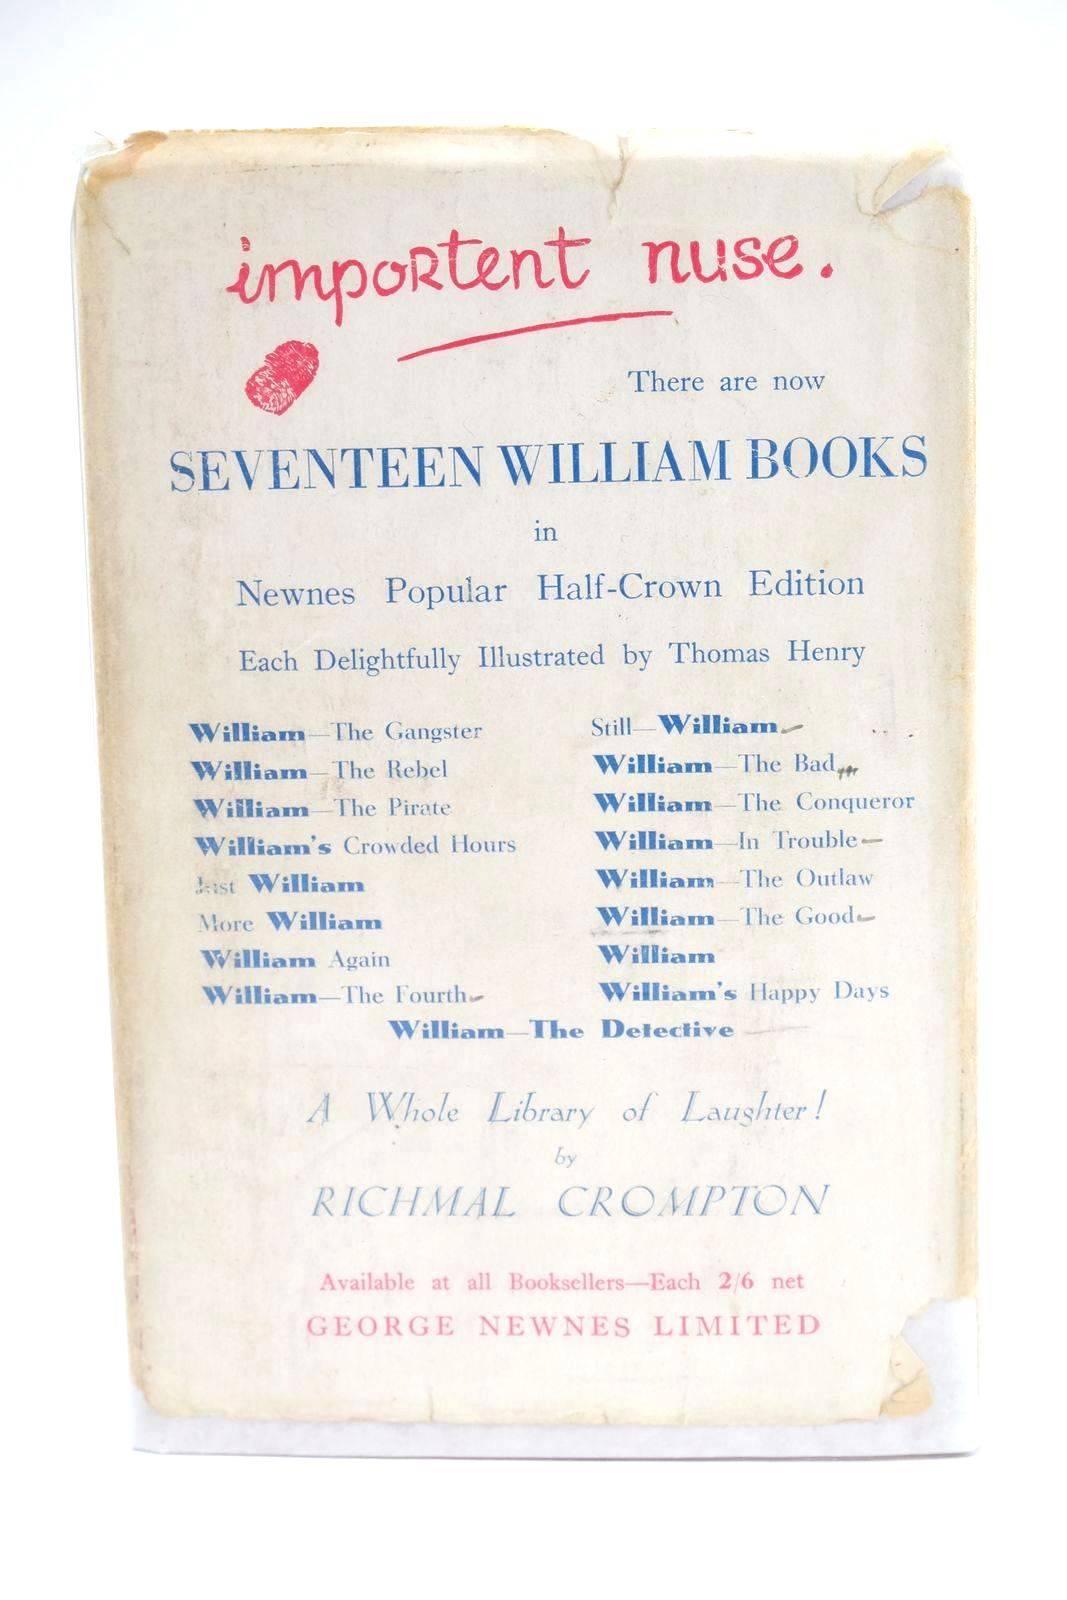 importent nuse.
There are now
SEVENTEEN WILLIAM BOOKS
in
Newnes Popular Half-Crown Edition
Each Delightfully Illustrated by Thomas Henry
William—The Gangster
William—The Rebel
William—The Pirate
William's Crowded Hours
Just William
More William
William Again
William—The Fourth
Still—William
William—The Bad
William—The Conqueror
William—In Trouble
William—The Outlaw
William—The Good
William
William's Happy Days
William—The Detective
A Whole Library of Laughter!
by
RICHMAL CROMPTON
Available at all Booksellers—Each 2/6 net
GEORGE NEWNES LIMITED